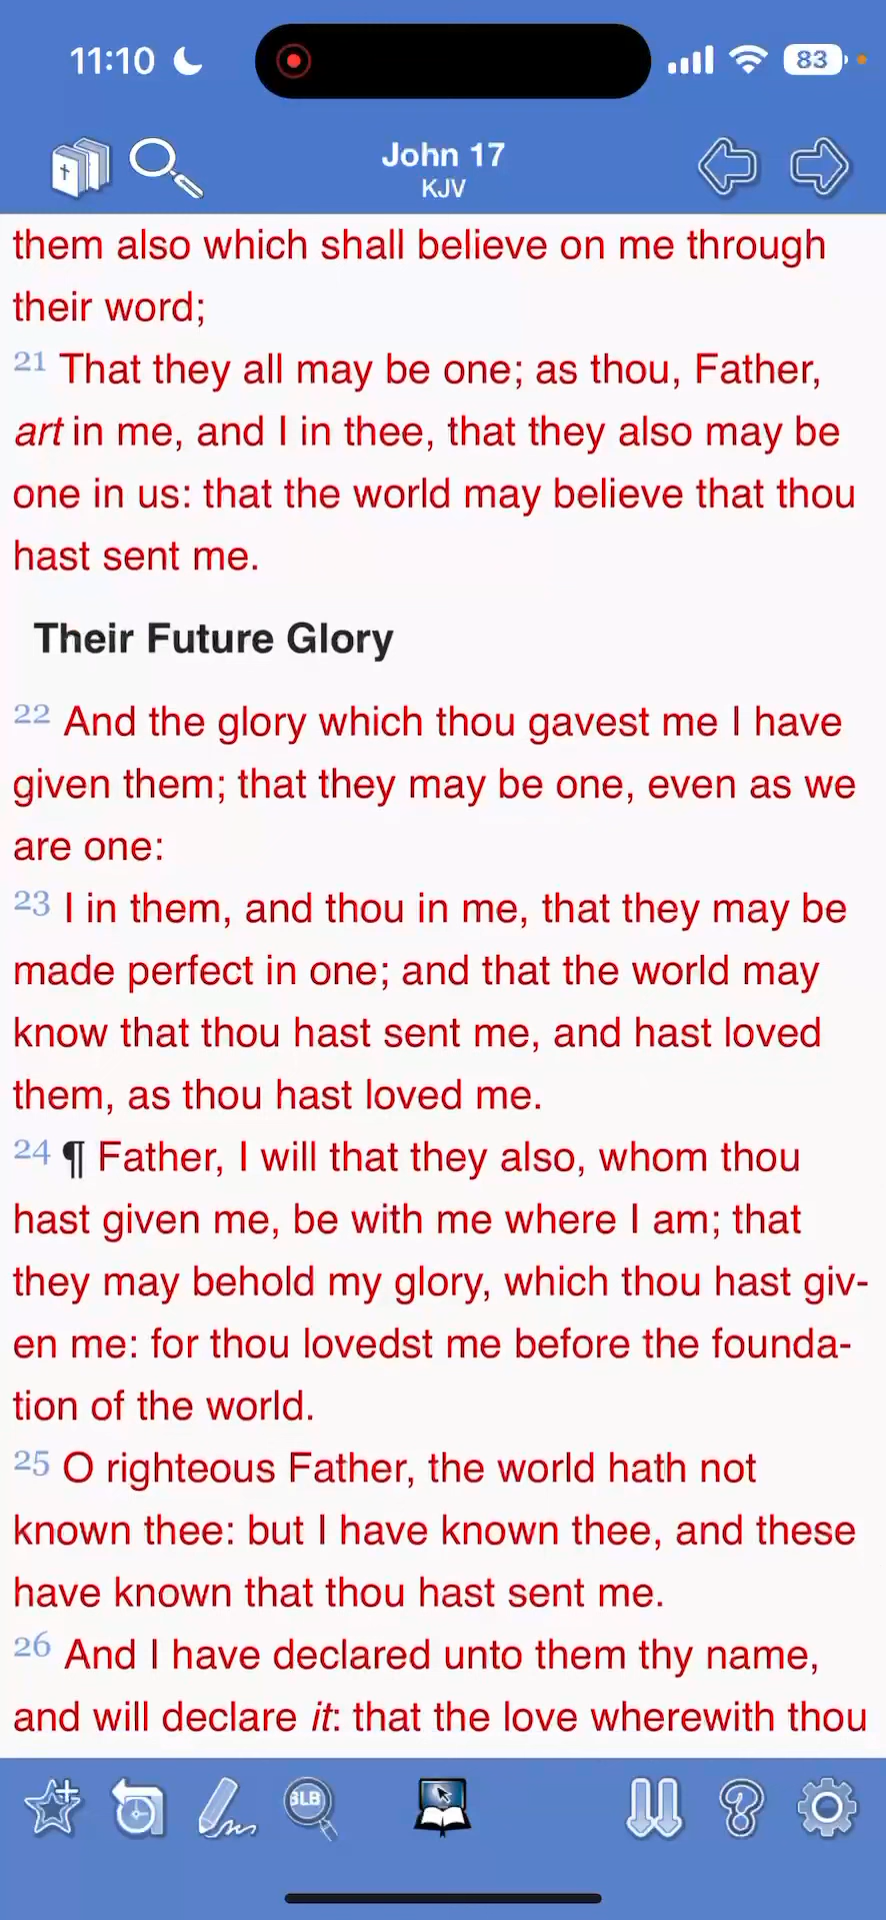 11:10
83
John 17
KJV
them also which shall believe on me through
their word;
21 That they all may be one; as thou, Father,
art in me, and I in thee, that they also may be
one in us: that the world may believe that thou
hast sent me.
Their Future Glory
22 And the glory which thou gavest me I have
given them; that they may be one, even as we
are one:
23 I in them, and thou in me, that they may be
made perfect in one; and that the world may
know that thou hast sent me, and hast loved
them, as thou hast loved me.
24 ¶ Father, I will that they also, whom thou
hast given me, be with me where I am; that
they may behold my glory, which thou hast giv-
en me: for thou lovedst me before the founda-
tion of the world.
25 O righteous Father, the world hath not
known thee: but I have known thee, and these
have known that thou hast sent me.
26 And I have declared unto them thy name,
and will declare it: that the love wherewith thou
BLB